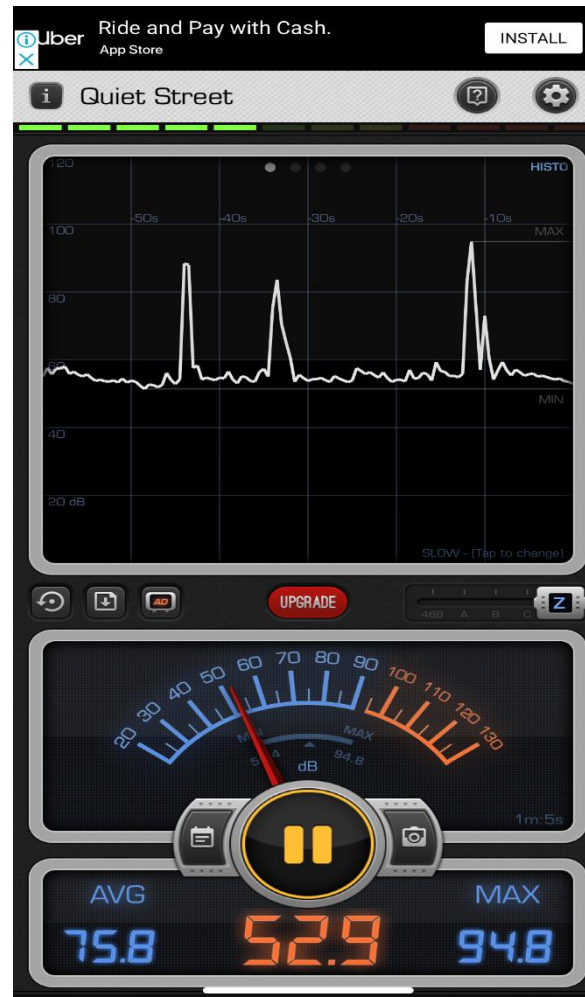 Uber
Ride and Pay with Cash.
App Store
INSTALL
i Quiet Street
?
120
HISTO
-50s -40s -30s -20s -10s
100
MAX
80
60
MIN
40
20 dB
SLOW - (Tap to change)
AD
UPGRADE
468 A B C Z
20 30 40 50 60 70 80 90 100 110 120 130
MIN MAX
94.8
dB
1m:5s
AVG MAX
75.8 52.9 94.8